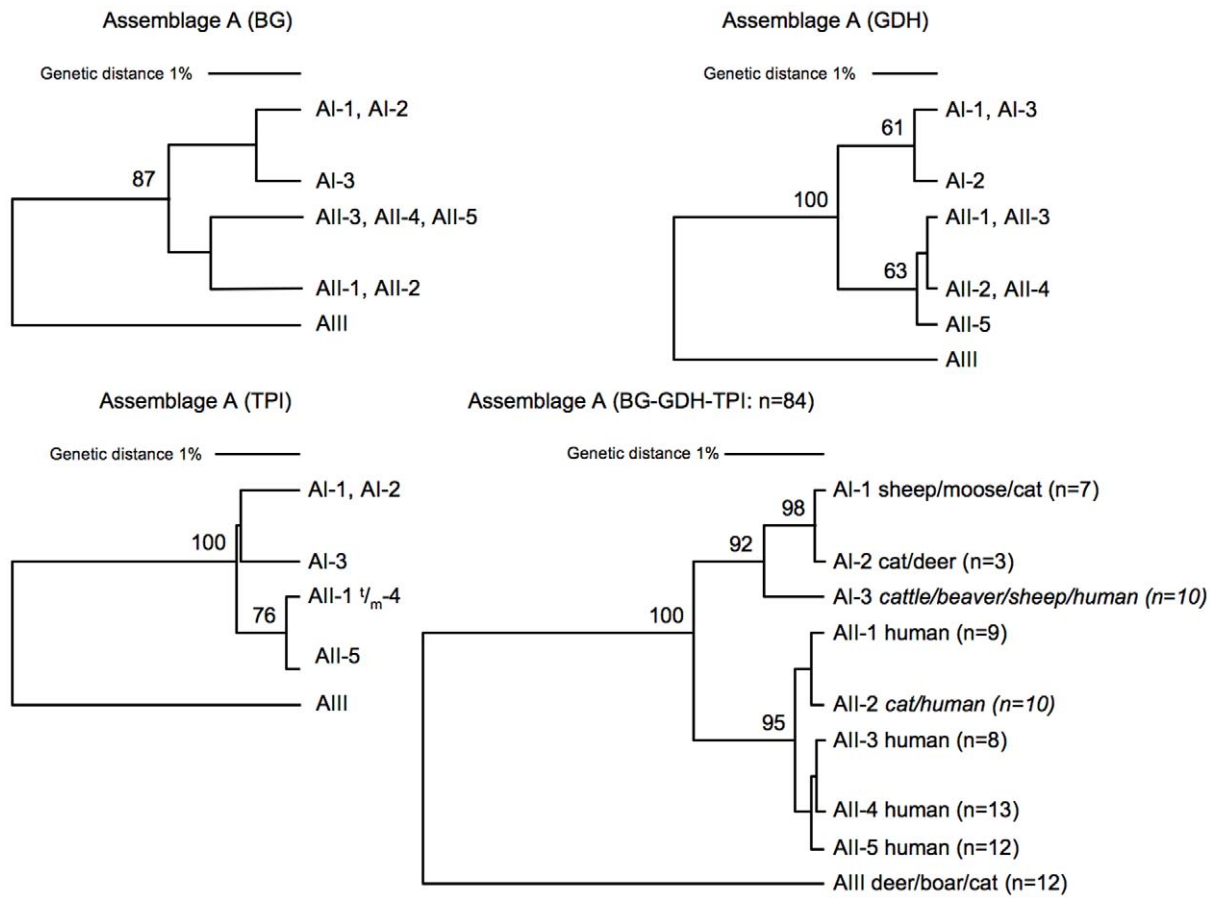 Assemblage A (BG)
Genetic distance 1%
AI-1, AI-2
87
AI-3
AII-3, AII-4, AII-5
AII-1, AII-2
AIII
Assemblage A (GDH)
Genetic distance 1%
AI-1, AI-3
61
AI-2
100
AII-1, AII-3
63
AII-2, AII-4
AII-5
AIII
Assemblage A (TPI)
Genetic distance 1%
AI-1, AI-2
100
AI-3
AII-1 t/m-4
76
AII-5
AIII
Assemblage A (BG-GDH-TPI: n=84)
Genetic distance 1%
AI-1 sheep/moose/cat (n=7)
98
92
AI-2 cat/deer (n=3)
AI-3 cattle/beaver/sheep/human (n=10)
100
AII-1 human (n=9)
AII-2 cat/human (n=10)
95
AII-3 human (n=8)
AII-4 human (n=13)
AII-5 human (n=12)
AIII deer/boar/cat (n=12)